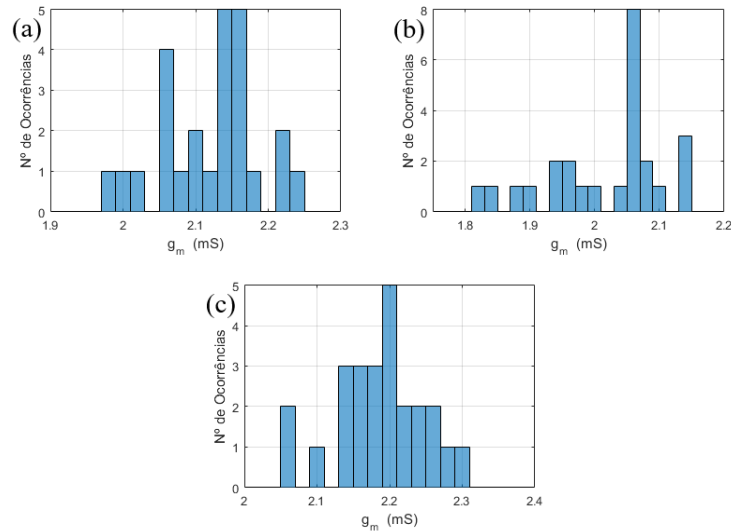 (a)
5
4
3
2
1
0
Nº de Ocorrências
1.9 2 2.1 2.2 2.3
g_m (mS)
(b)
8
6
4
2
0
Nº de Ocorrências
1.8 1.9 2 2.1 2.2
g_m (mS)
(c)
5
4
3
2
1
0
Nº de Ocorrências
2 2.1 2.2 2.3 2.4
g_m (mS)